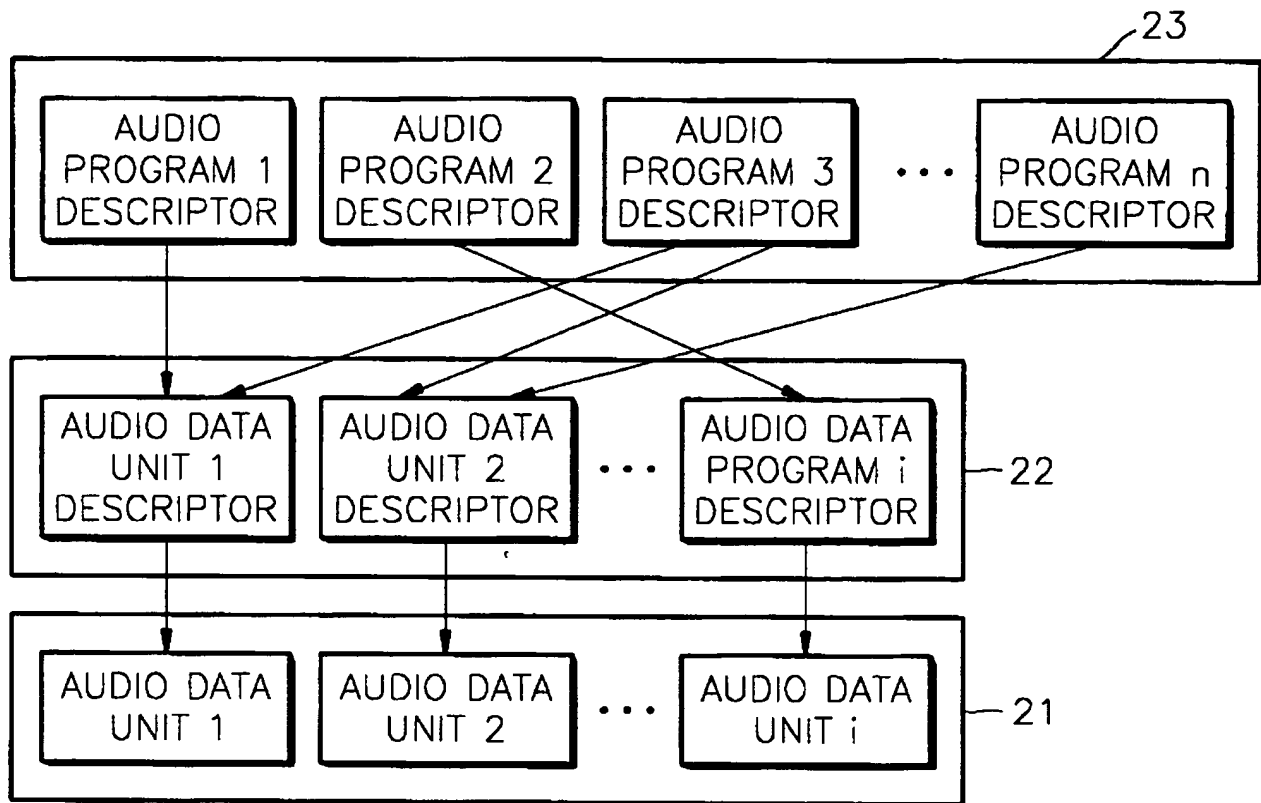 23
AUDIO
PROGRAM 1
DESCRIPTOR
AUDIO
PROGRAM 2
DESCRIPTOR
AUDIO
PROGRAM 3
DESCRIPTOR
...
AUDIO
PROGRAM n
DESCRIPTOR
AUDIO DATA
UNIT 1
DESCRIPTOR
AUDIO DATA
UNIT 2
DESCRIPTOR
...
AUDIO DATA
PROGRAM i
DESCRIPTOR
22
AUDIO DATA
UNIT 1
AUDIO DATA
UNIT 2
...
AUDIO DATA
UNIT i
21